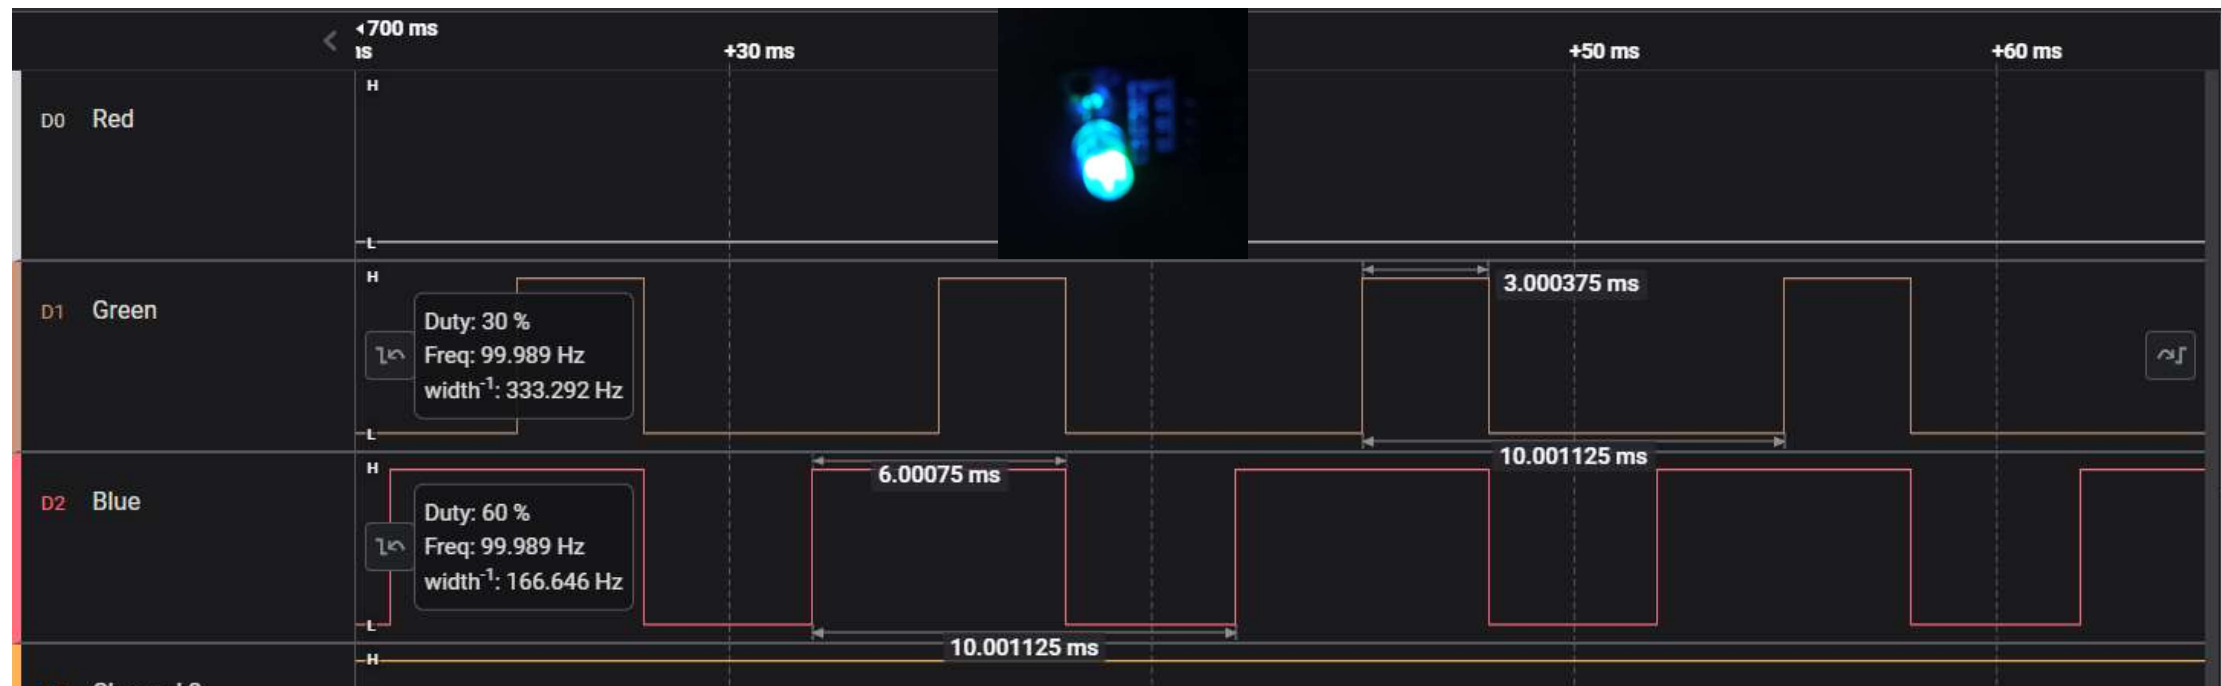 700 ms
+30 ms
+50 ms
+60 ms
D0 Red
H
L
D1 Green
H
Duty: 30 %
Freq: 99.989 Hz
width-1: 333.292 Hz
L
3.000375 ms
10.001125 ms
D2 Blue
H
Duty: 60 %
Freq: 99.989 Hz
width-1: 166.646 Hz
L
6.00075 ms
10.001125 ms
H